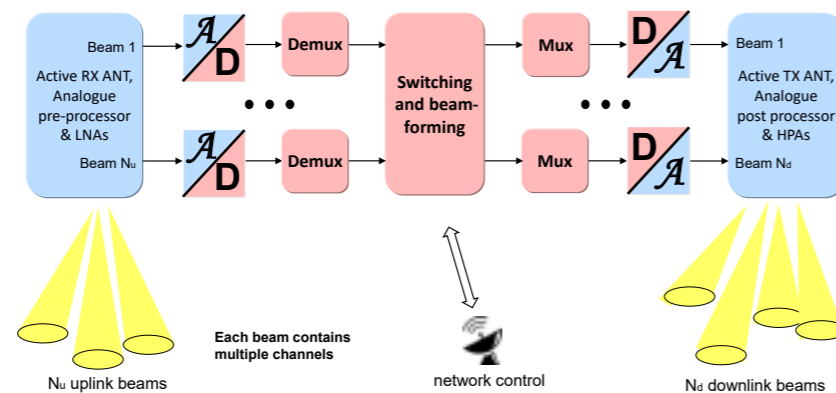 Beam 1
Active RX ANT,
Analogue
pre-processor
& LNAs
Beam Nu
A
D
Demux
A
D
Demux
Switching
and beam-
forming
Mux
D
A
Mux
D
A
Beam 1
Active TX ANT,
Analogue
post processor
& HPAs
Beam Nd
Each beam contains
multiple channels
Nu uplink beams
network control
Nd downlink beams